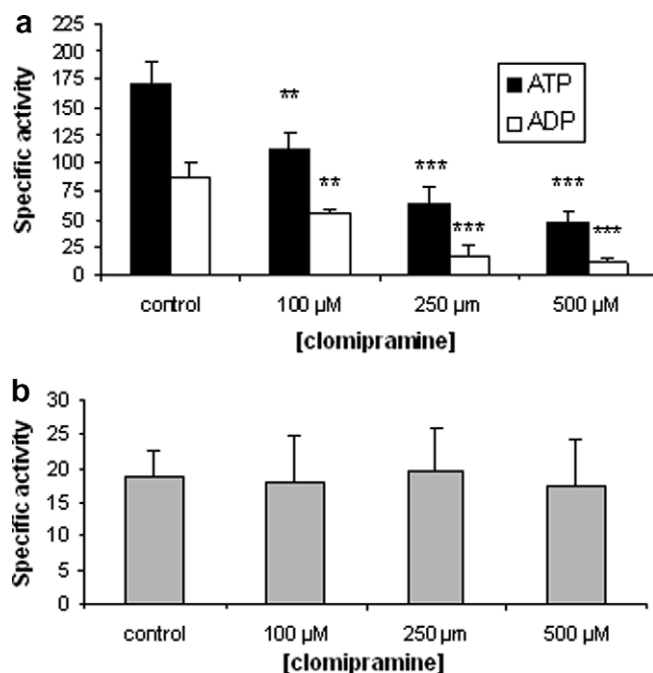 a
225
200
175
150
125
100
75
50
25
0
Specific activity
ATP
ADP
**
**
***
***
***
***
control 100 µM 250 µm 500 µM
[clomipramine]
b
30
25
20
15
10
5
0
Specific activity
control 100 µM 250 µm 500 µM
[clomipramine]